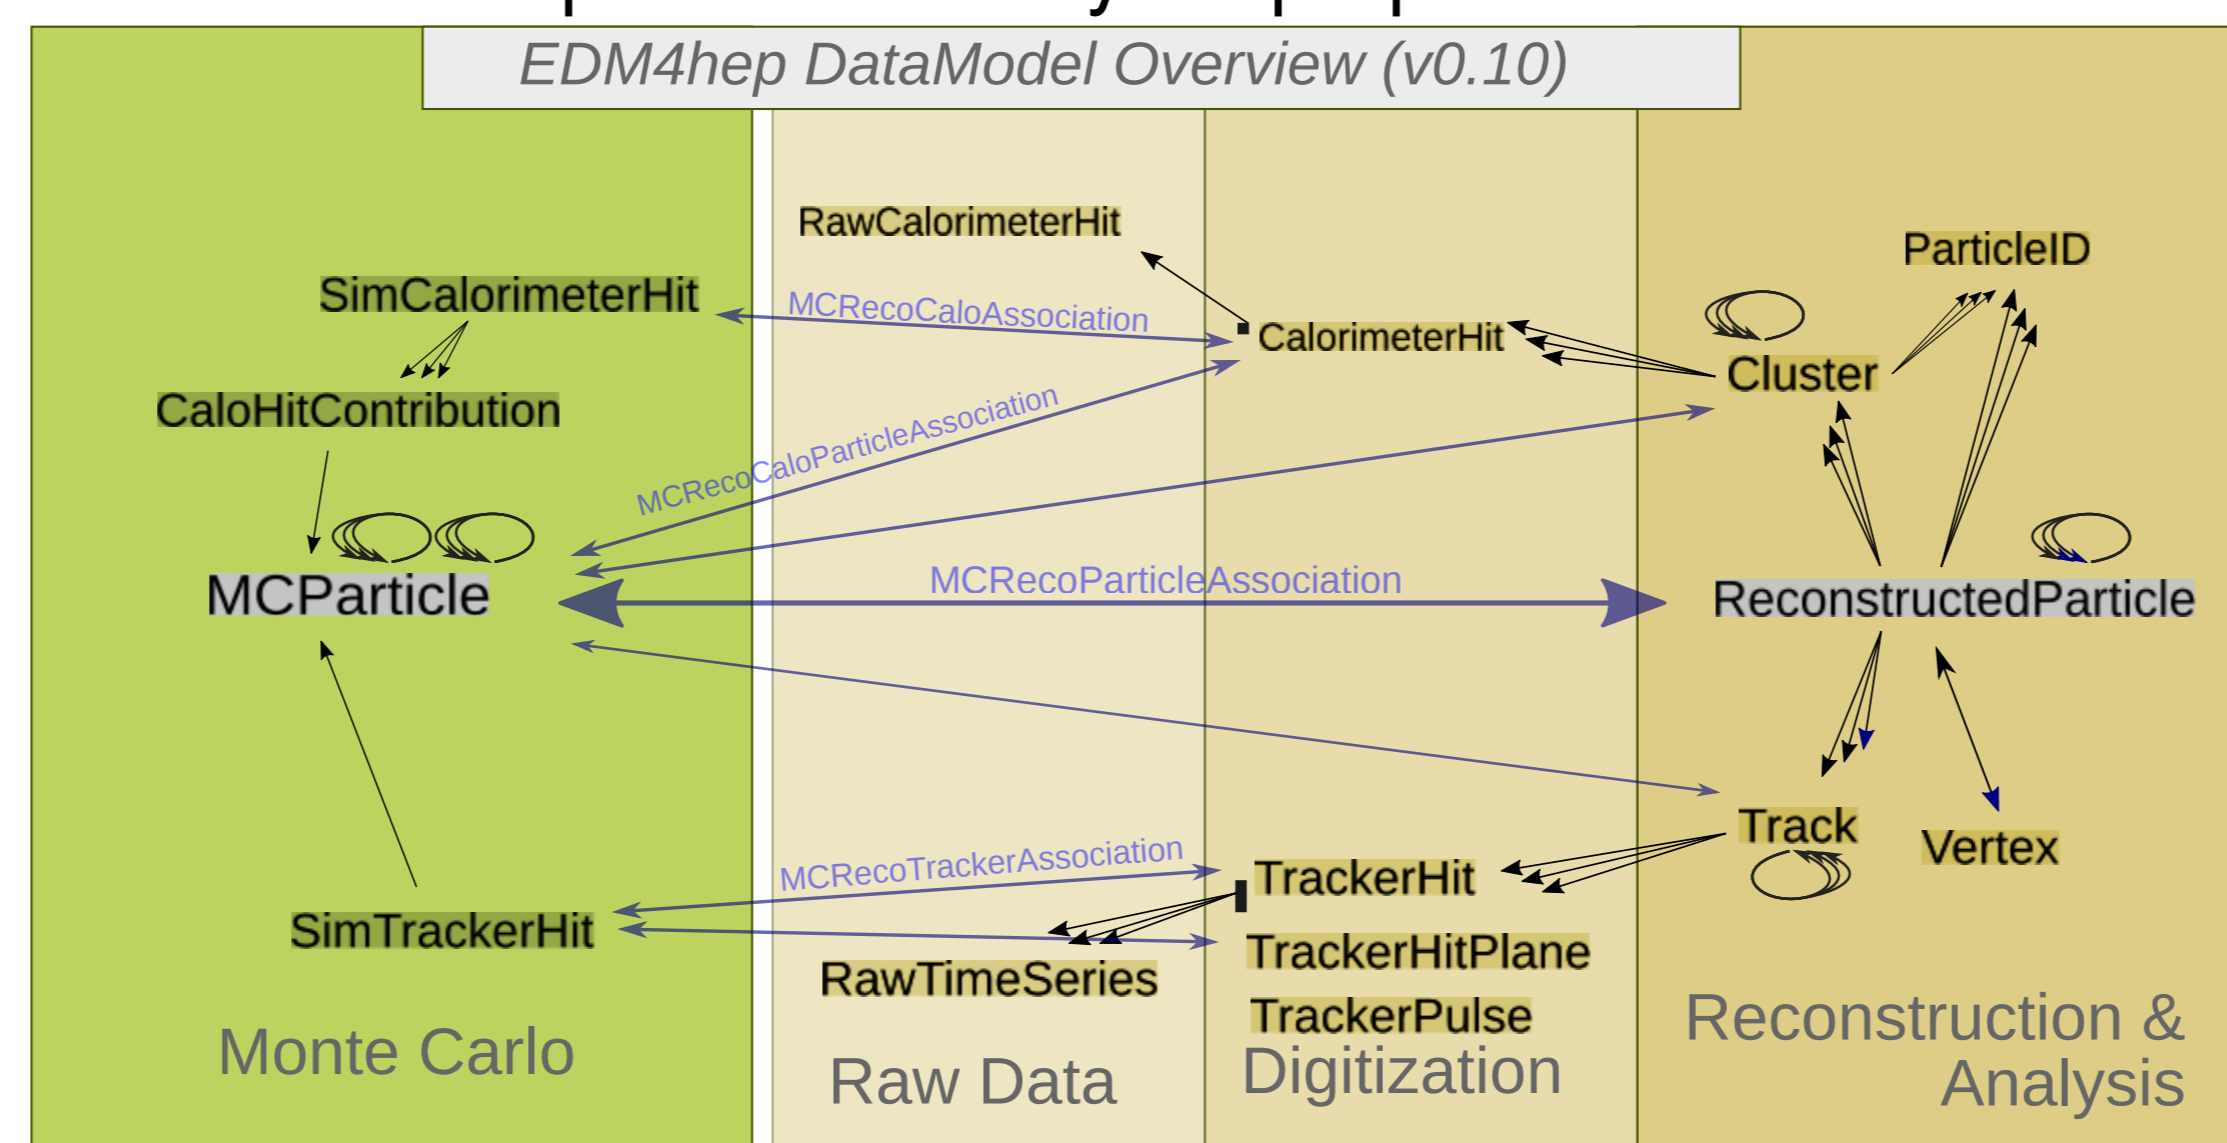 EDM4hep DataModel Overview (v0.10)
RawCalorimeterHit
ParticleID
SimCalorimeterHit
MCRecoCaloAssociation
CalorimeterHit
Cluster
CaloHitContribution
MCRecoCaloParticleAssociation
MCParticle
MCRecoParticleAssociation
ReconstructedParticle
Track
Vertex
MCRecoTrackerAssociation
TrackerHit
SimTrackerHit
TrackerHitPlane
RawTimeSeries
TrackerPulse
Monte Carlo
Raw Data
Digitization
Reconstruction &
Analysis